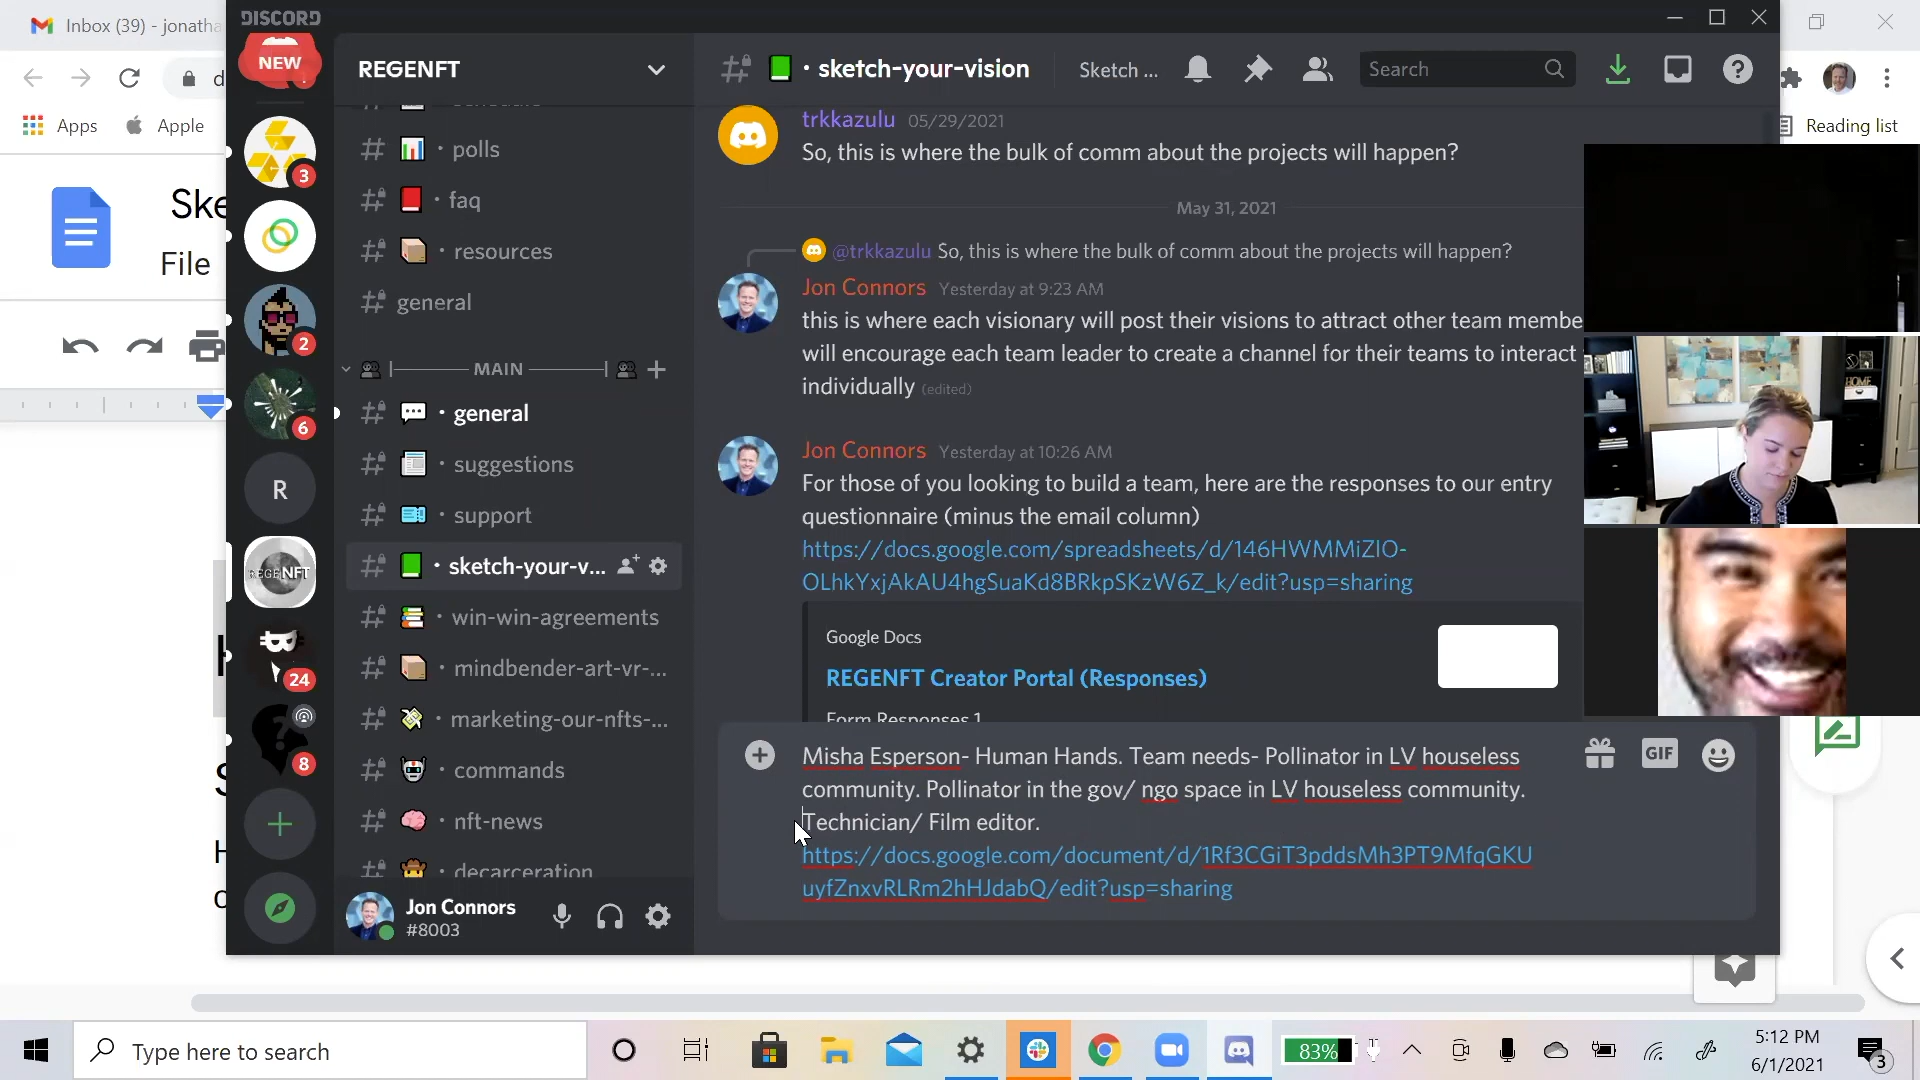 Inbox (39) - jonatha
DISCORD
NEW
REGENFT
· sketch-your-vision
Sketch ...
Search
Apps
Apple
Reading list
Ske
File
3
2
6
R
REGENFT
24
8
· polls
· faq
· resources
general
MAIN
· general
· suggestions
· support
· sketch-your-v...
· win-win-agreements
· mindbender-art-vr-...
· marketing-our-nfts-...
· commands
· nft-news
· decarceration
Jon Connors
#8003
trkkazulu 05/29/2021
So, this is where the bulk of comm about the projects will happen?
May 31, 2021
@trkkazulu So, this is where the bulk of comm about the projects will happen?
Jon Connors Yesterday at 9:23 AM
this is where each visionary will post their visions to attract other team membe
will encourage each team leader to create a channel for their teams to interact
individually (edited)
Jon Connors Yesterday at 10:26 AM
For those of you looking to build a team, here are the responses to our entry
questionnaire (minus the email column)
https://docs.google.com/spreadsheets/d/146HWMMiZlO-
OLhkYxjAkAU4hgSuaKd8BRkpSKzW6Z_k/edit?usp=sharing
Google Docs
REGENFT Creator Portal (Responses)
Form Responses 1
Misha Esperson- Human Hands. Team needs- Pollinator in LV houseless
community. Pollinator in the gov/ ngo space in LV houseless community.
Technician/ Film editor.
https://docs.google.com/document/d/1Rf3CGiT3pddsMh3PT9MfqGKU
uyfZnxvRLRm2hHJdabQ/edit?usp=sharing
GIF
HOME
Type here to search
83%
5:12 PM
6/1/2021
3